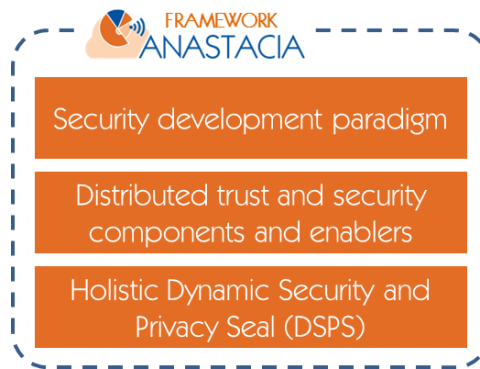 FRAMEWORK
ANASTACIA
Security development paradigm
Distributed trust and security
components and enablers
Holistic Dynamic Security and
Privacy Seal (DSPS)